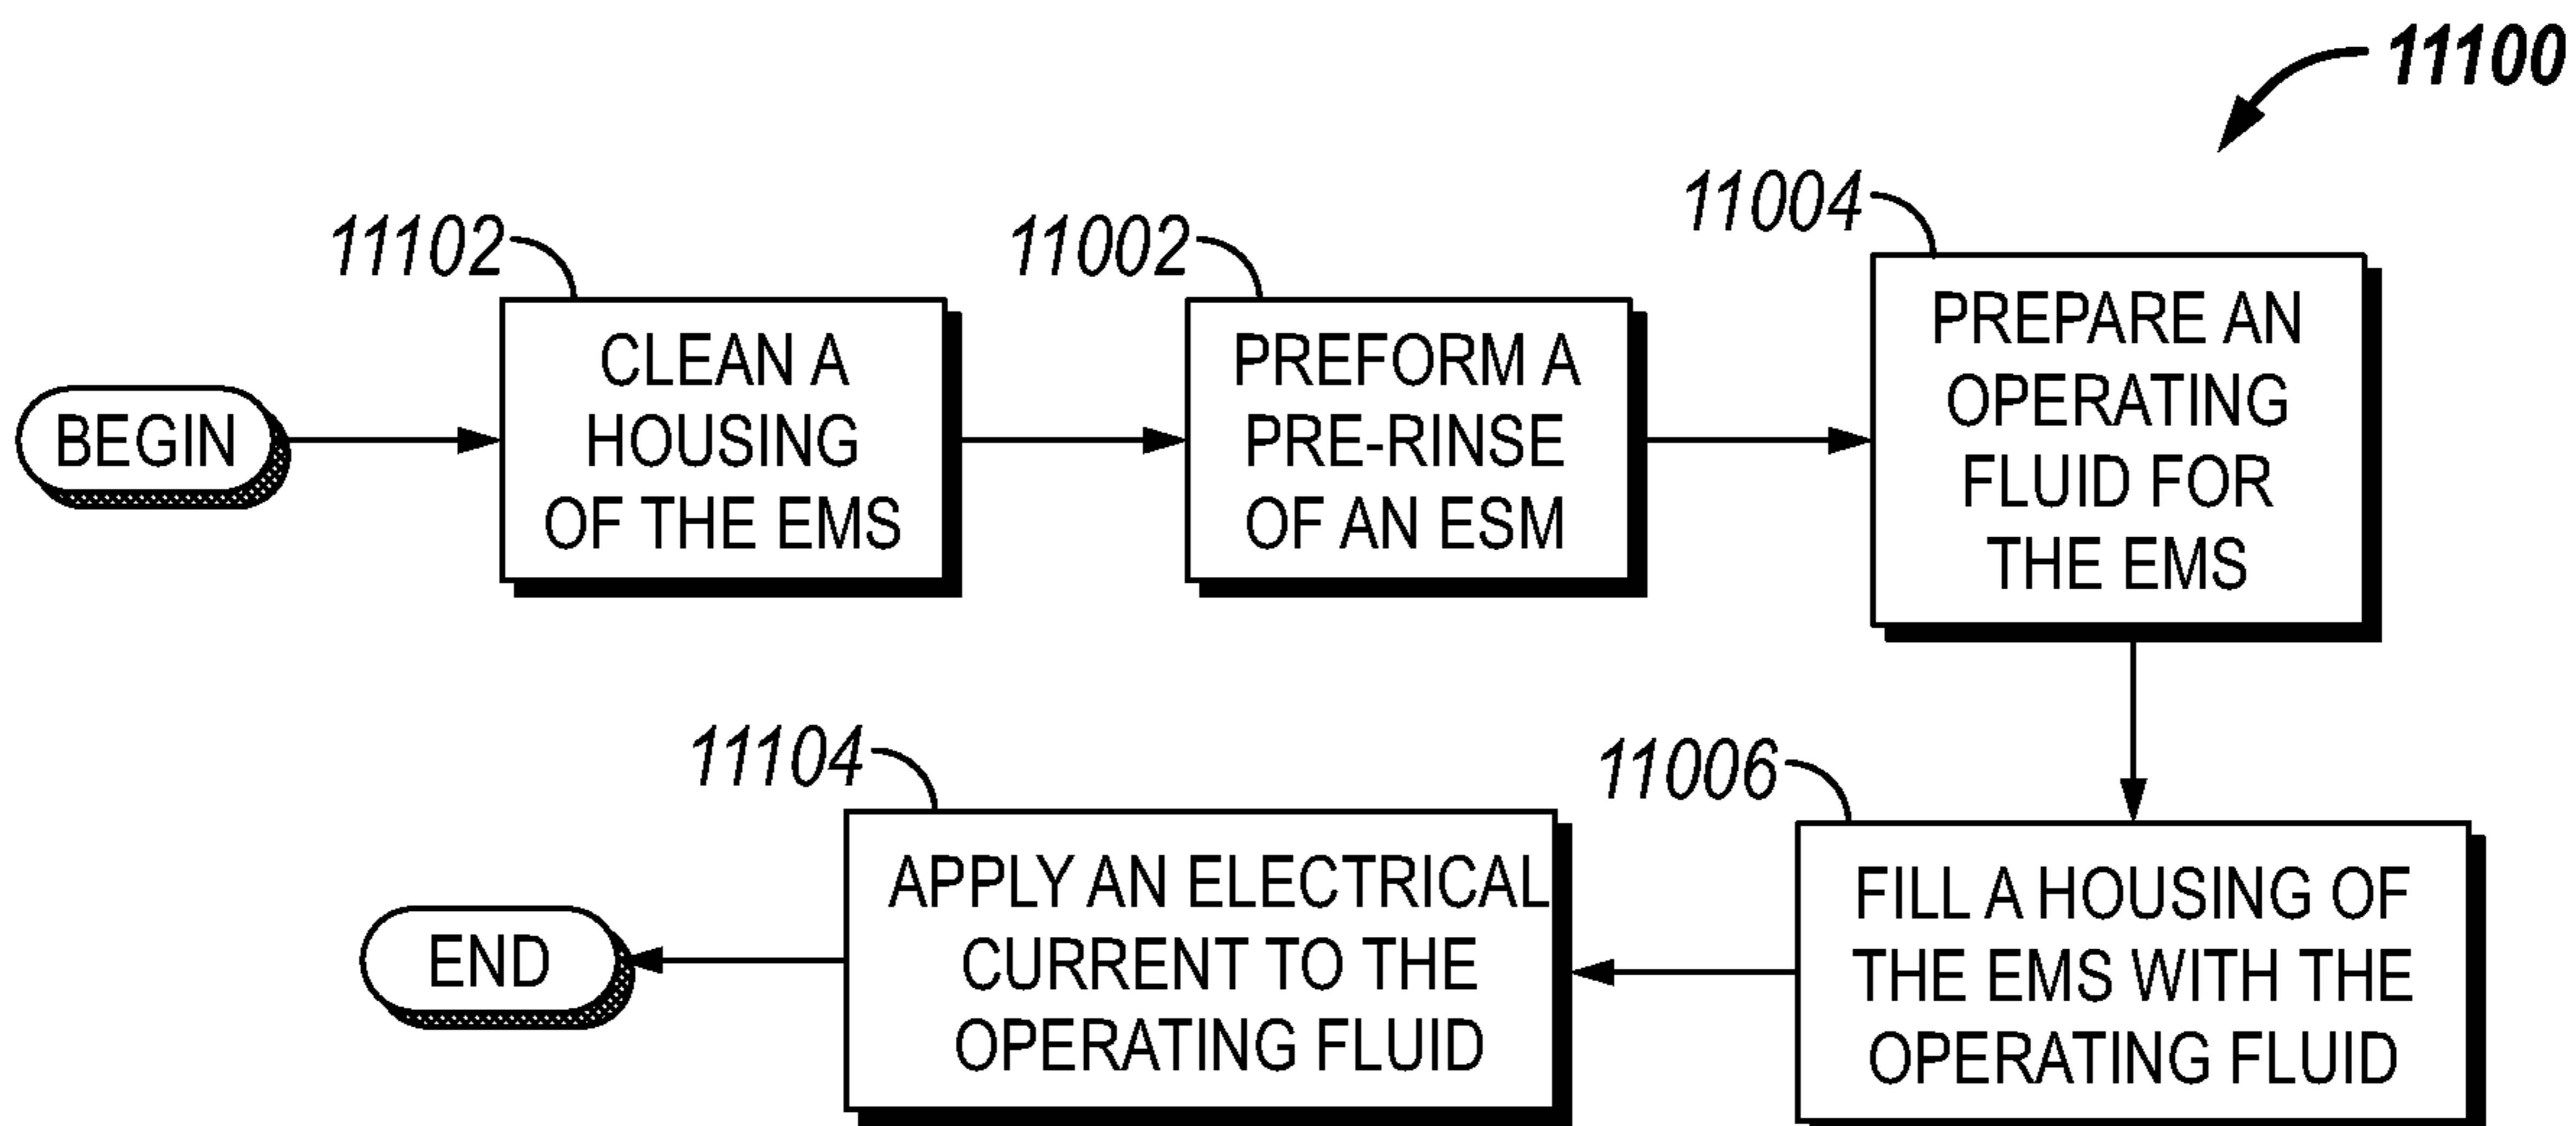 11100
11102
11002
11004
BEGIN
CLEAN A
HOUSING
OF THE EMS
PREFORM A
PRE-RINSE
OF AN ESM
PREPARE AN
OPERATING
FLUID FOR
THE EMS
11006
FILL A HOUSING OF
THE EMS WITH THE
OPERATING FLUID
11104
APPLY AN ELECTRICAL
CURRENT TO THE
OPERATING FLUID
END